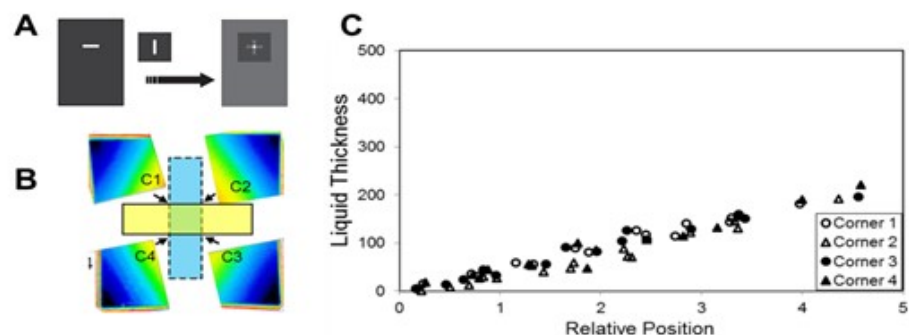 A
B
C1
C2
C4
C3
C
Liquid Thickness
500
400
300
200
100
0
0
1
2
3
4
5
Relative Position
Corner 1
Corner 2
Corner 3
Corner 4